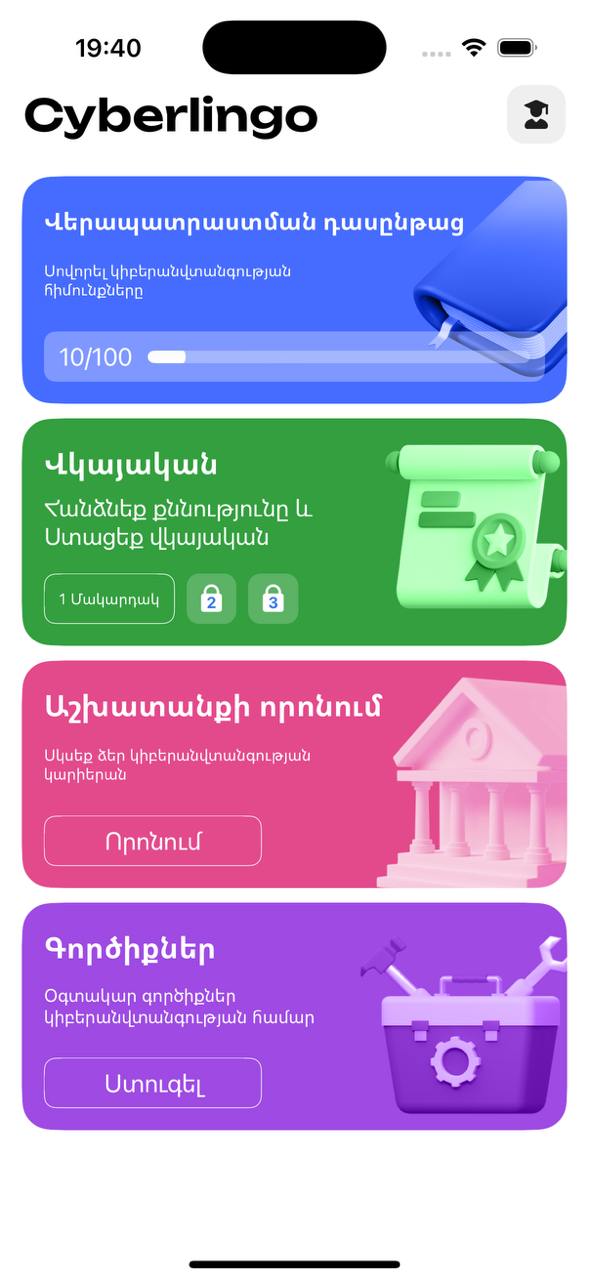 19:40
Cyberlingo
Վերապատրաստման դասընթաց
Սովորել կիբերանվտանգության
հիմունքները
10/100
Վկայական
Հանձնեք քննությունը և
Ստացեք վկայական
1 Մակարդակ
2
3
Աշխատանքի որոնում
Սկսեք ձեր կիբերանվտանգության
կարիերան
Որոնում
Գործիքներ
Օգտակար գործիքներ
կիբերանվտանգության համար
Ստուգել